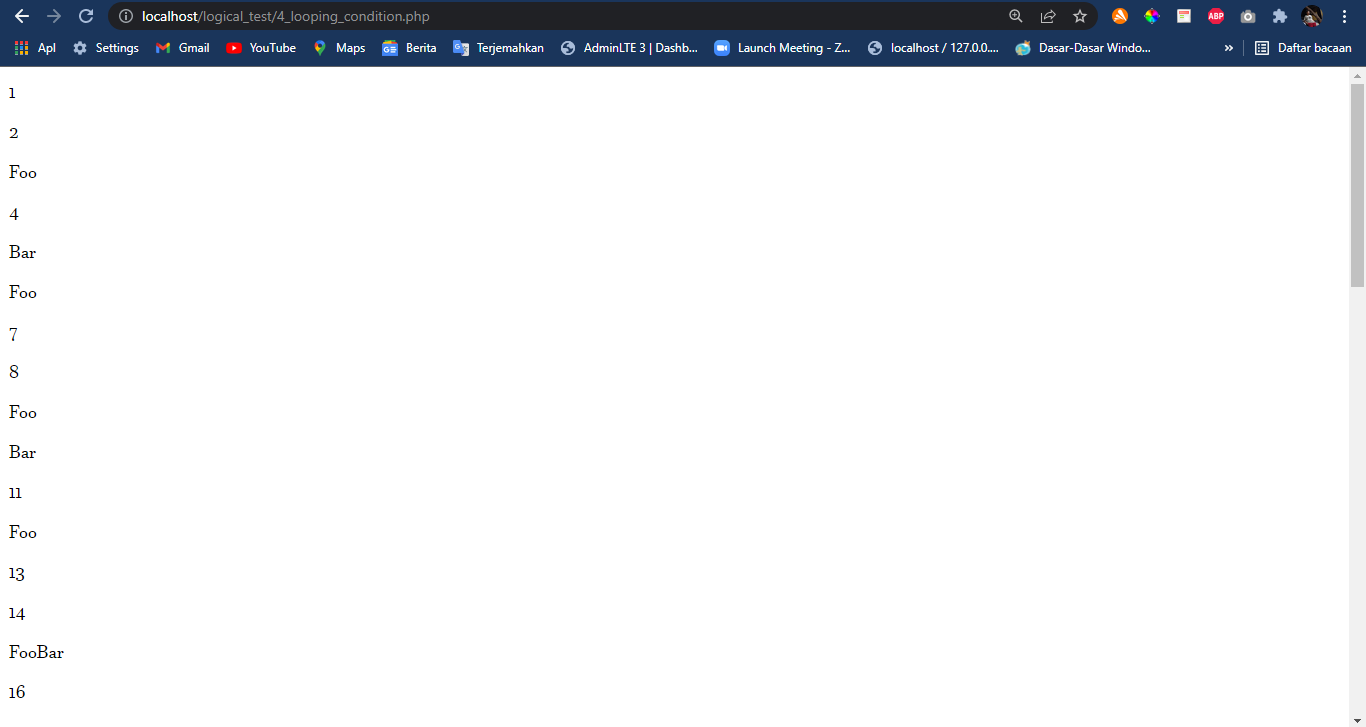 localhost/logical_test/4_looping_condition.php
ABP
Apl Settings Gmail YouTube Maps GE Berita Terjemahkan AdminLTE 3 | Dashb... Launch Meeting - Z... localhost / 127.0.0.... Dasar-Dasar Windo... » Daftar bacaan
1
2
Foo
4
Bar
Foo
7
8
Foo
Bar
11
Foo
13
14
FooBar
16